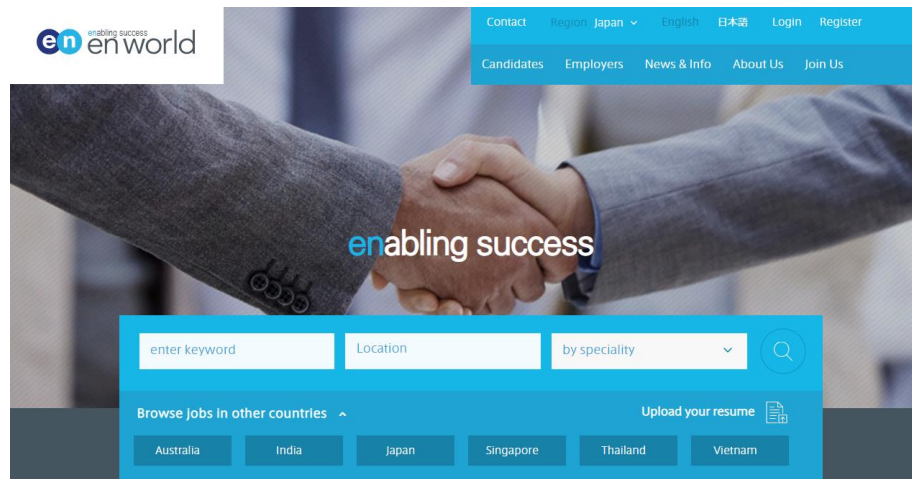 Contact Region Japan English 日本語 Login Register
enabling success
en en world
Candidates Employers News & Info About Us Join Us
enabling success
enter keyword Location by speciality
Browse jobs in other countries Upload your resume
Australia India Japan Singapore Thailand Vietnam